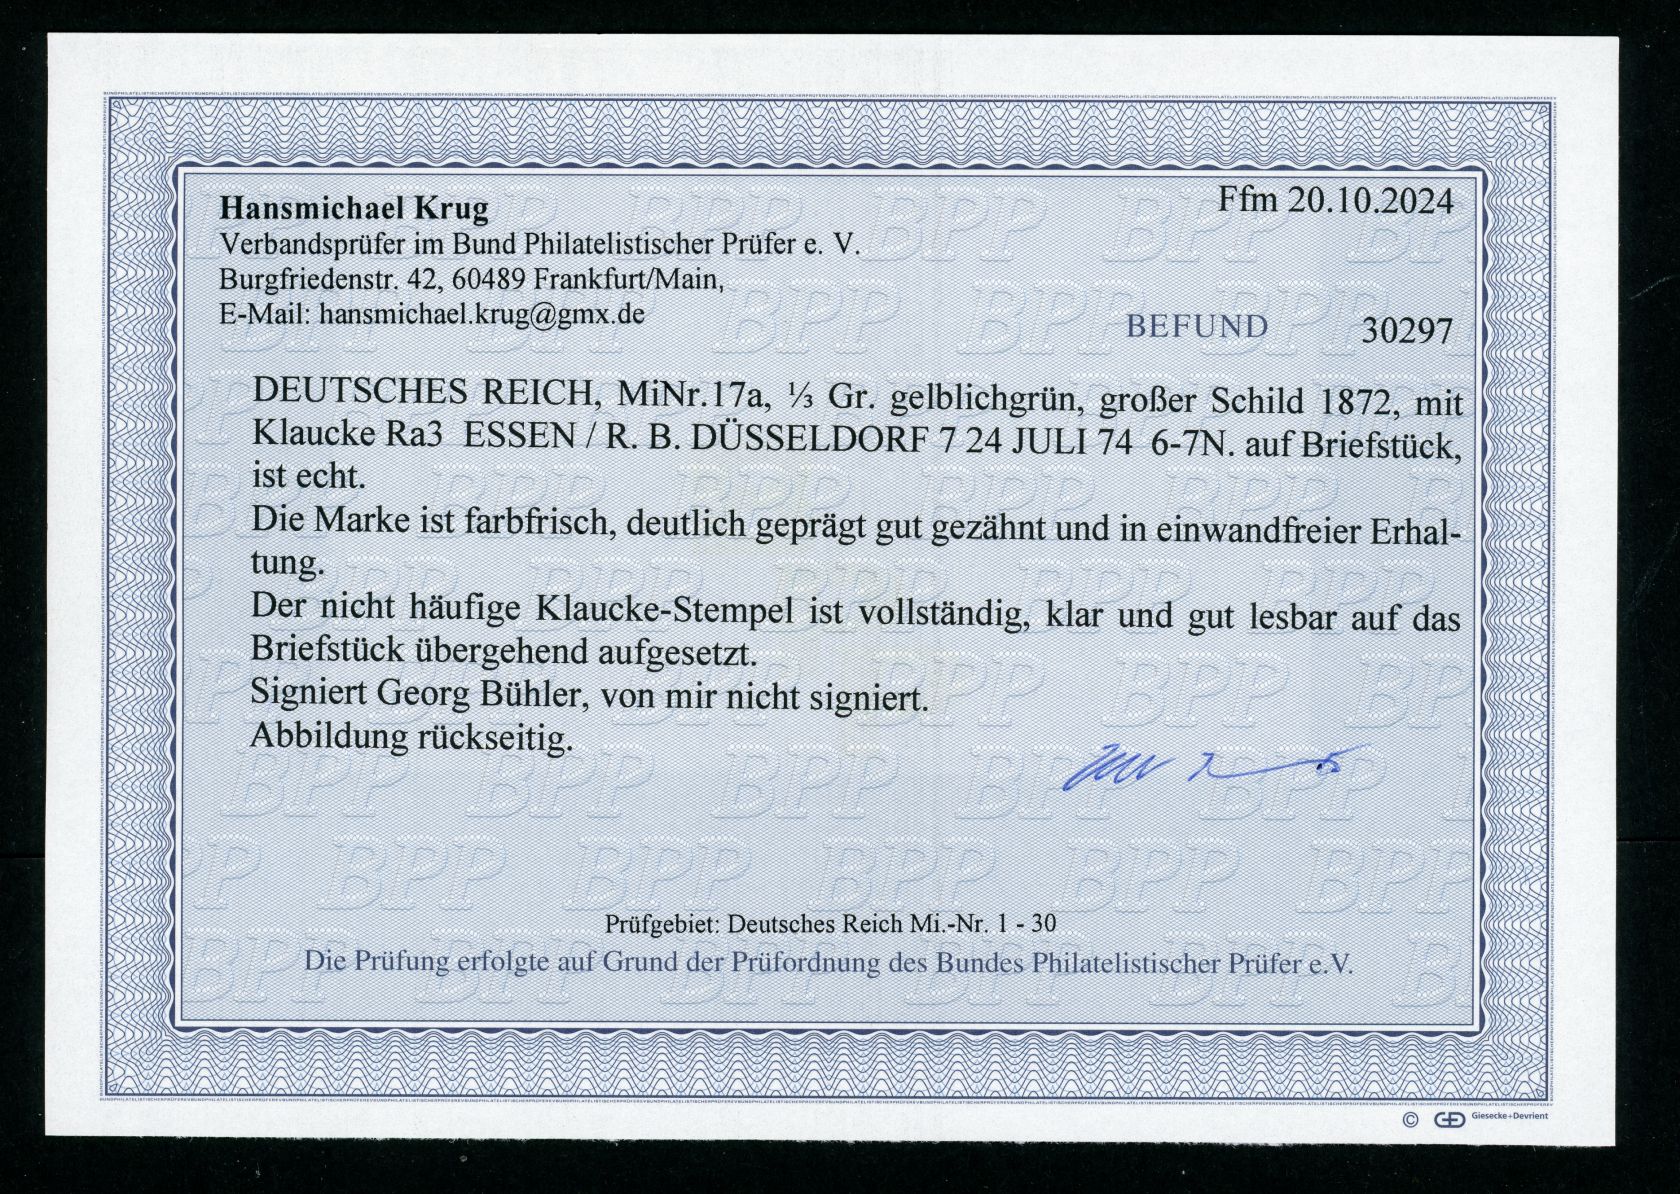 Hansmichael Krug
Ffm 20.10.2024
Verbandsprüfer im Bund Philatelistischer Prüfer e. V.
Burgfriedenstr. 42, 60489 Frankfurt/Main,
E-Mail: hansmichael.krug@gmx.de
BEFUND 30297
DEUTSCHES REICH, MiNr.17a, ⅓ Gr. gelblichgrün, großer Schild 1872, mit
Klaucke Ra3 ESSEN / R. B. DÜSSELDORF 7 24 JULI 74 6-7N. auf Briefstück,
ist echt.
Die Marke ist farbfrisch, deutlich geprägt gut gezähnt und in einwandfreier Erhal-
tung.
Der nicht häufige Klaucke-Stempel ist vollständig, klar und gut lesbar auf das
Briefstück übergehend aufgesetzt.
Signiert Georg Bühler, von mir nicht signiert.
Abbildung rückseitig.
Prüfgebiet: Deutsches Reich Mi.-Nr. 1 - 30
Die Prüfung erfolgte auf Grund der Prüfordnung des Bundes Philatelistischer Prüfer e.V.
© Giesecke+Devrient